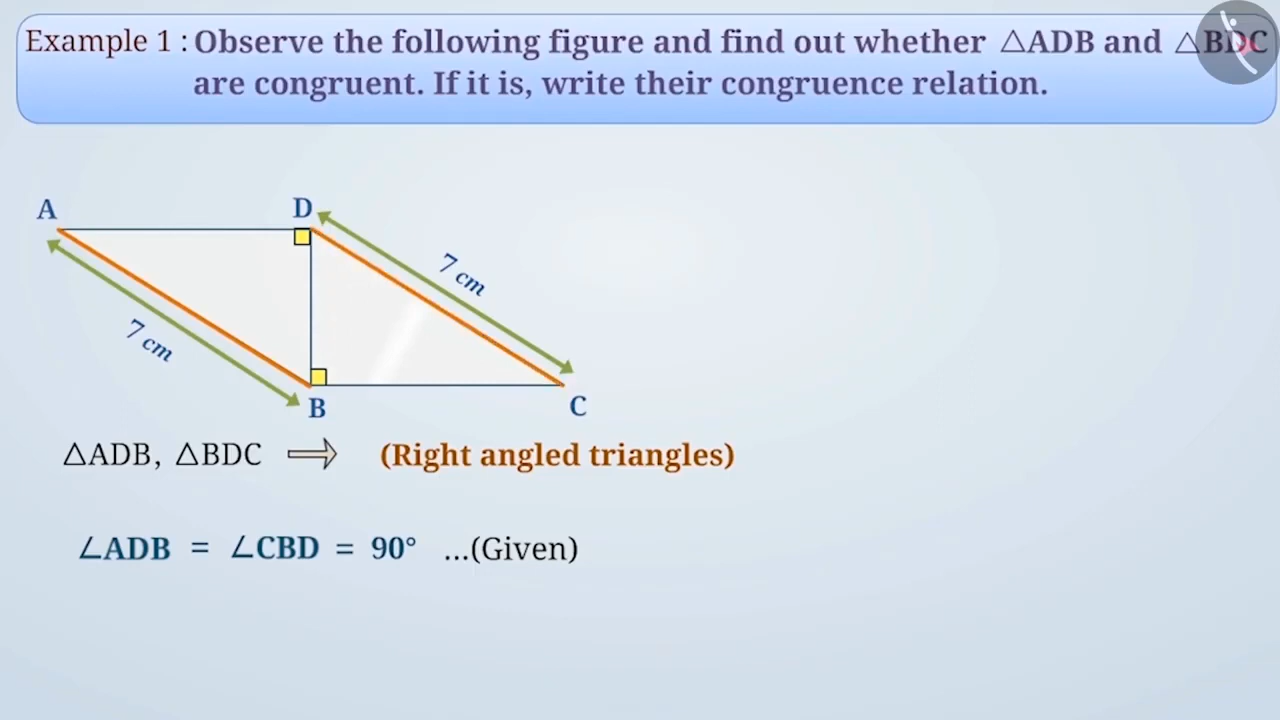 Example 1 : Observe the following figure and find out whether △ADB and △BDC
are congruent. If it is, write their congruence relation.
A
D
7 cm
7 cm
B
C
△ADB, △BDC ⇒ (Right angled triangles)
∠ADB = ∠CBD = 90° ...(Given)